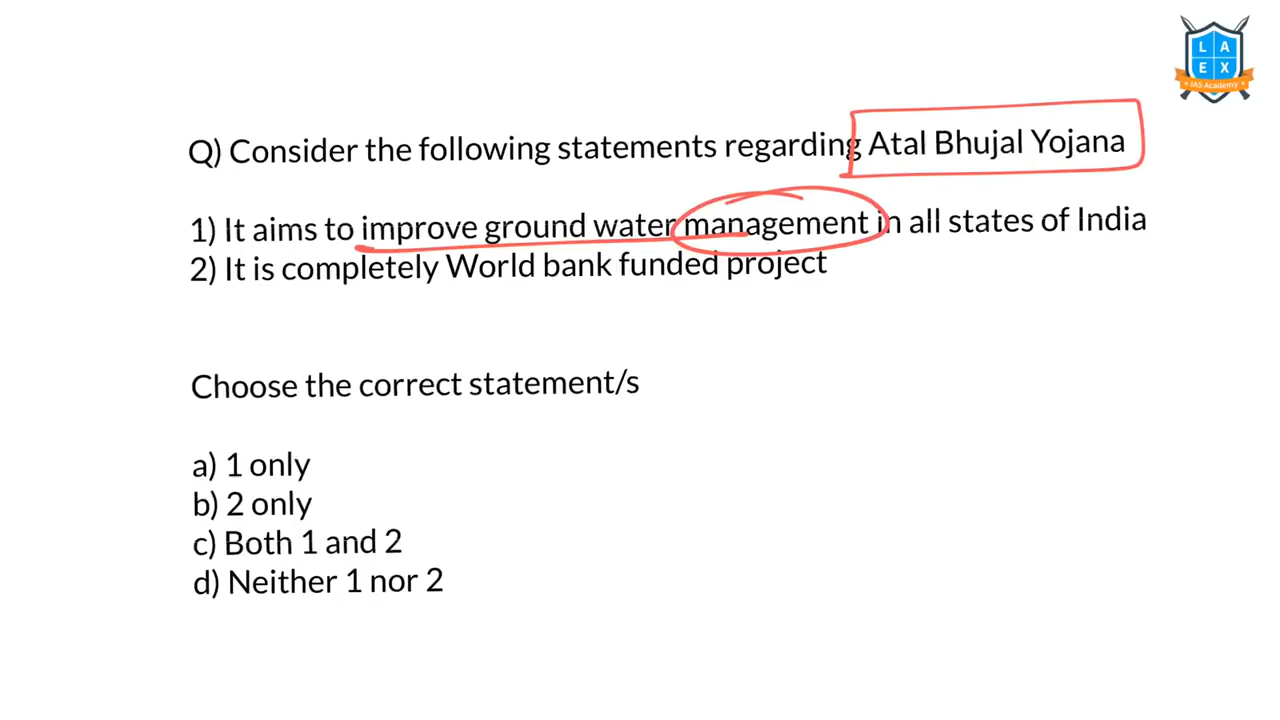 L A
E X
IAS Academy
Q) Consider the following statements regarding Atal Bhujal Yojana
1) It aims to improve ground water management in all states of India
2) It is completely World bank funded project
Choose the correct statement/s
a) 1 only
b) 2 only
c) Both 1 and 2
d) Neither 1 nor 2